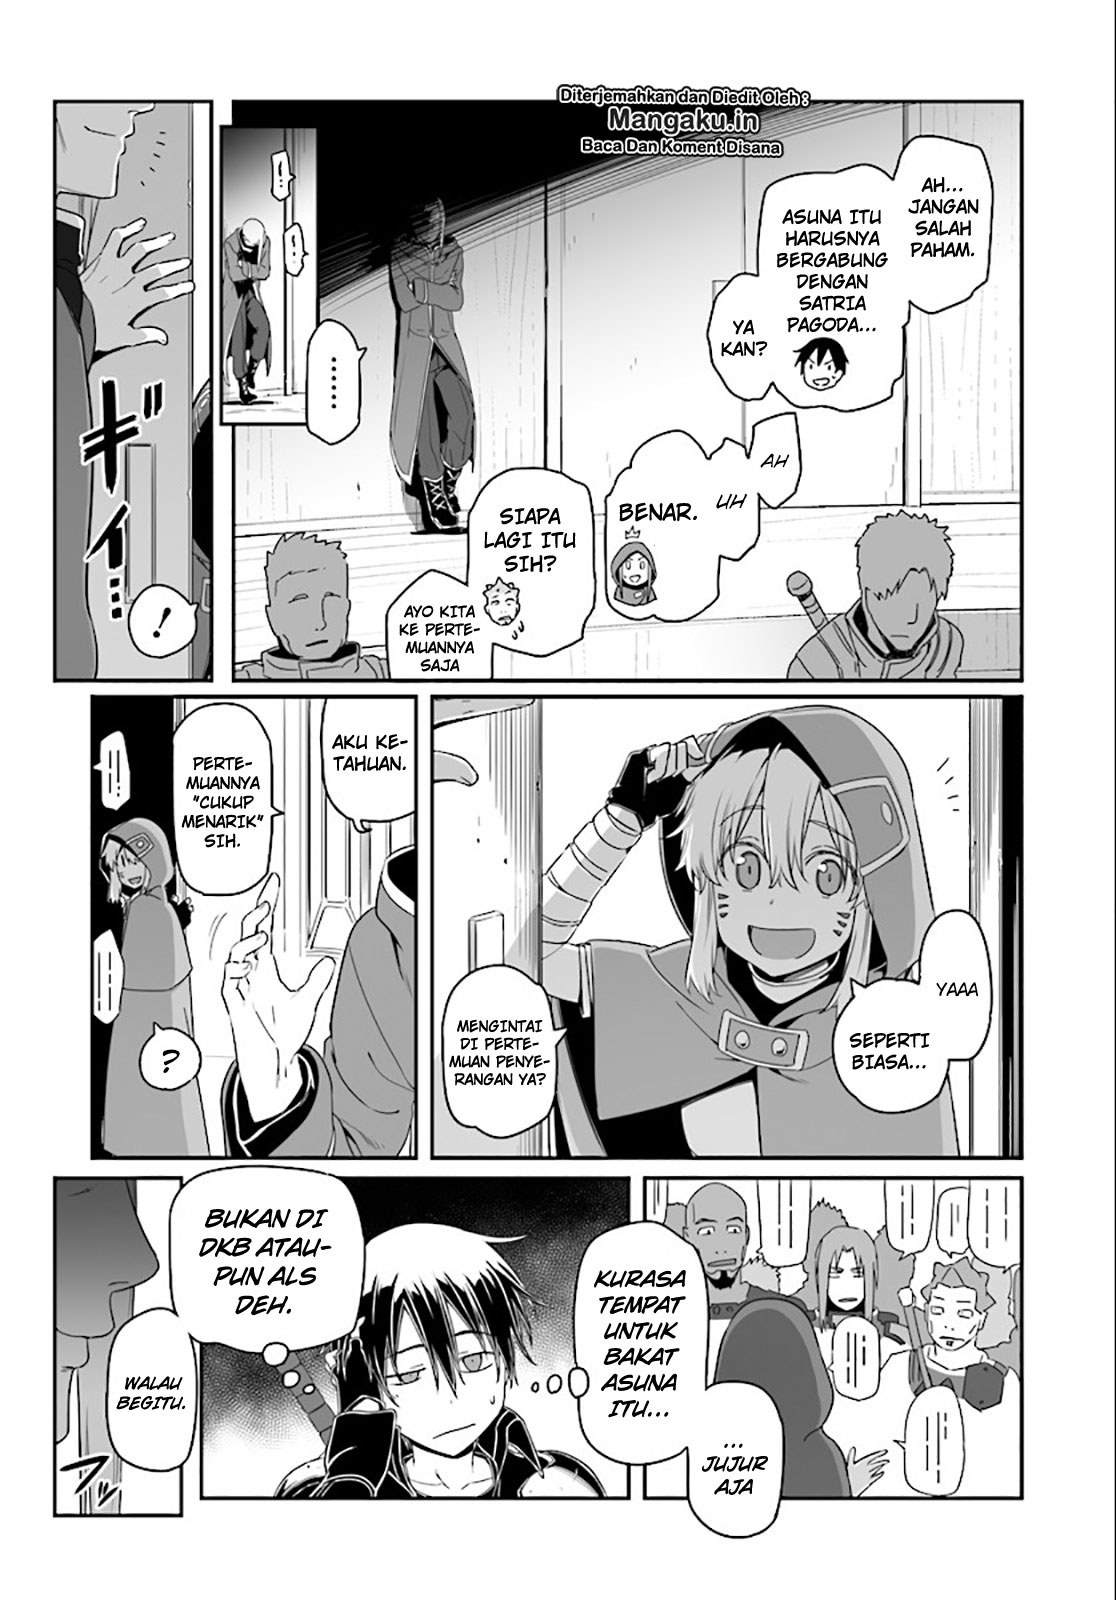 Diterjemahkan dan Diedit Oleh :
Mangaku.in
Baca Dan Koment Disana
AH...
JANGAN
SALAH
PAHAM.
ASUNA ITU
HARUSNYA
BERGABUNG
DENGAN
SATRIA
PAGODA...
YA
KAN?
AH
UH
BENAR.
SIAPA
LAGI ITU
SIH?
AYO KITA
KE PERTE-
MUANNYA
SAJA
......
ギイ…
!
YAAA
SEPERTI
BIASA...
MENGINTAI
DI PERTE-
MUAN PENYE-
RANGAN YA?
AKU KE-
TAHUAN.
PERTE-
MUANNYA
"CUKUP
MENARIK"
SIH.
?
...
JUJUR
AJA
KURASA
TEMPAT
UNTUK
BAKAT
ASUNA
ITU...
BUKAN DI
DKB ATAU-
PUN ALS
DEH.
WALAU
BEGITU.